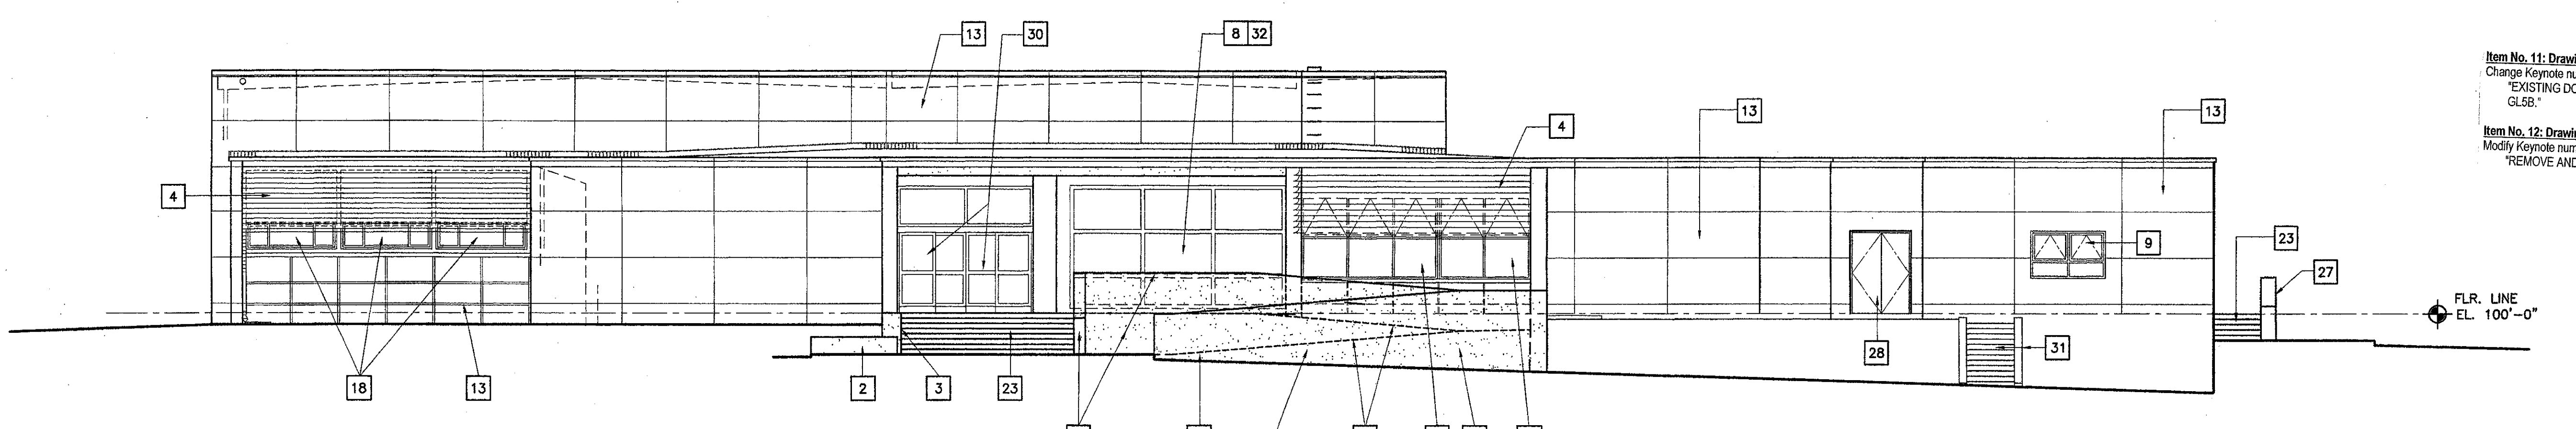 13
30
8 32
Item No. 11: Drawi
Change Keynote nu
"EXISTING DO
GL5B."
Item No. 12: Drawi
Modify Keynote num
"REMOVE AND
13
13
4
4
9
23
27
FLR. LINE
EL. 100'-0"
28
31
18
13
2
3
23